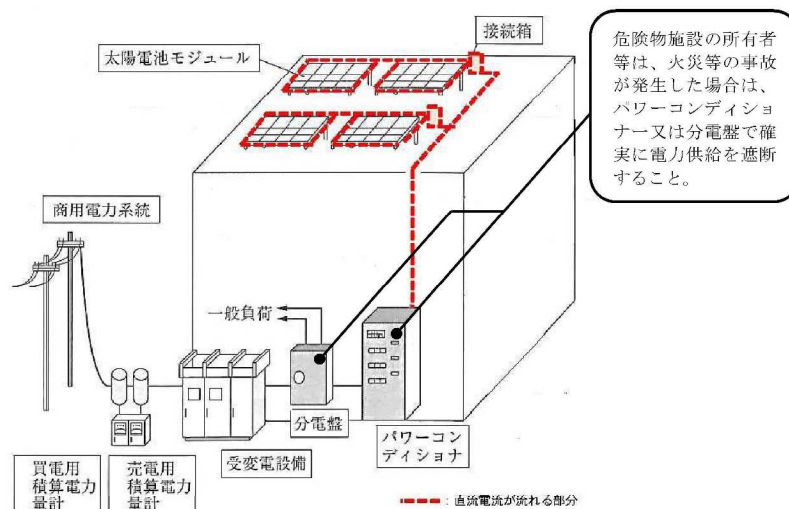 接続箱
太陽電池モジュール
危険物施設の所有者
等は、火災等の事故
が発生した場合は、
パワーコンディショ
ナー又は分電盤で確
実に電力供給を遮断
すること。
商用電力系統
一般負荷
分電盤
パワーコン
ディショナ
受変電設備
買電用
積算電力
量計
売電用
積算電力
量計
：直流電流が流れる部分